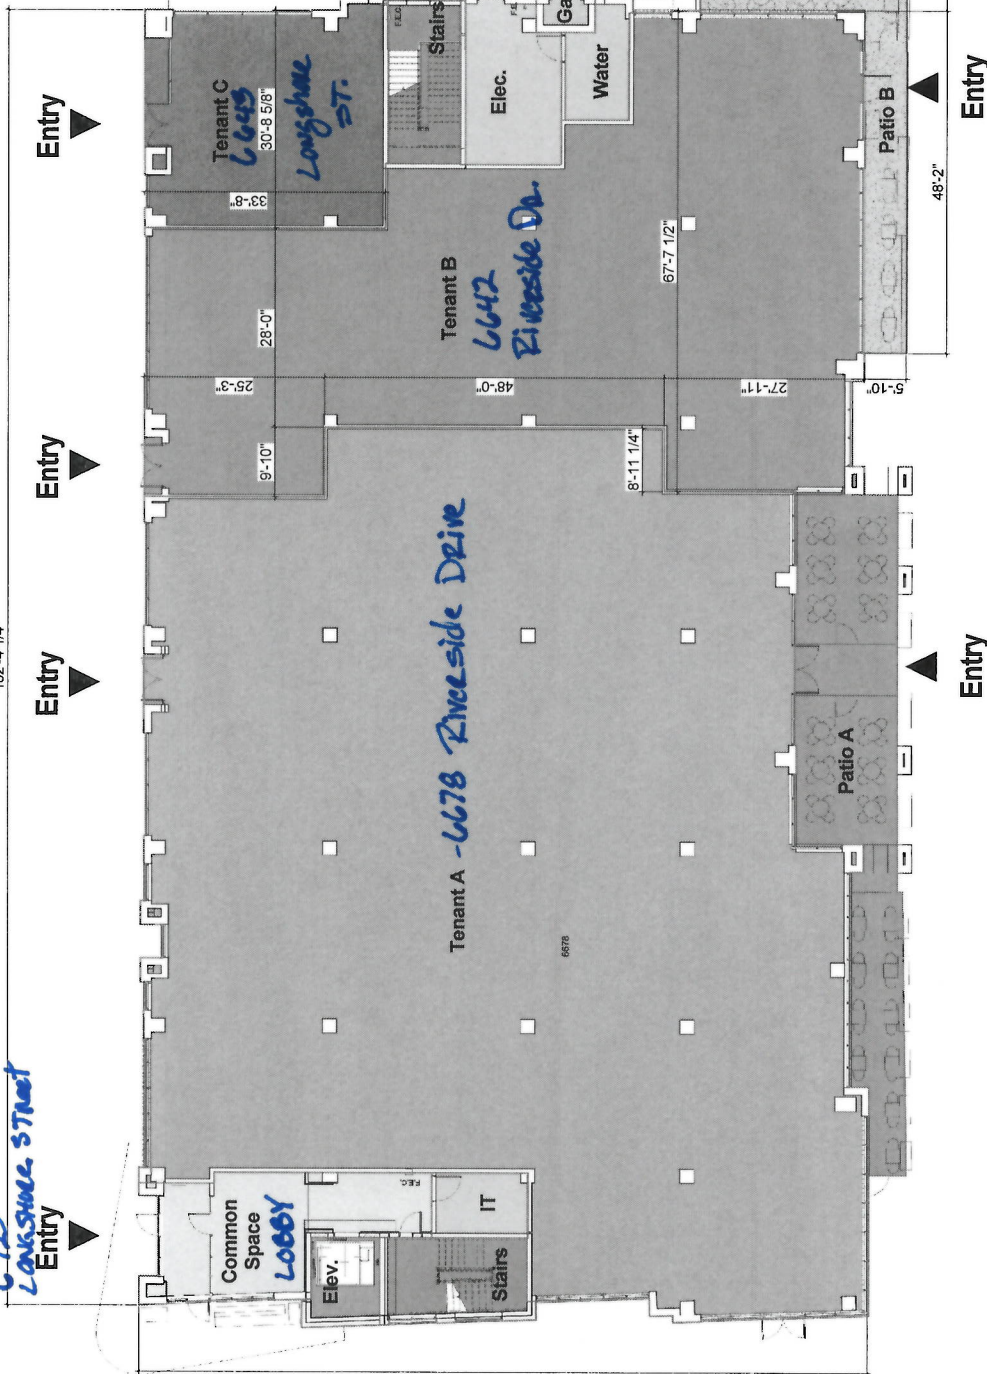 Entry
Entry
Entry
Entry
LONGSHORE STREET
Tenant C
6643
30'-8 5/8"
Longshore
ST.
33'-8"
F.E.C.
Stairs
Elec.
Water
Tenant B
6642
Riverside Dr.
67'-7 1/2"
28'-0"
25'-3"
48'-0"
27'-11"
5'-10"
9'-10"
8'-11 1/4"
Patio B
48'-2"
Entry
Tenant A - 6678 Riverside Drive
6678
Patio A
Entry
Common
Space
LOBBY
F.E.C.
IT
Elev.
Stairs